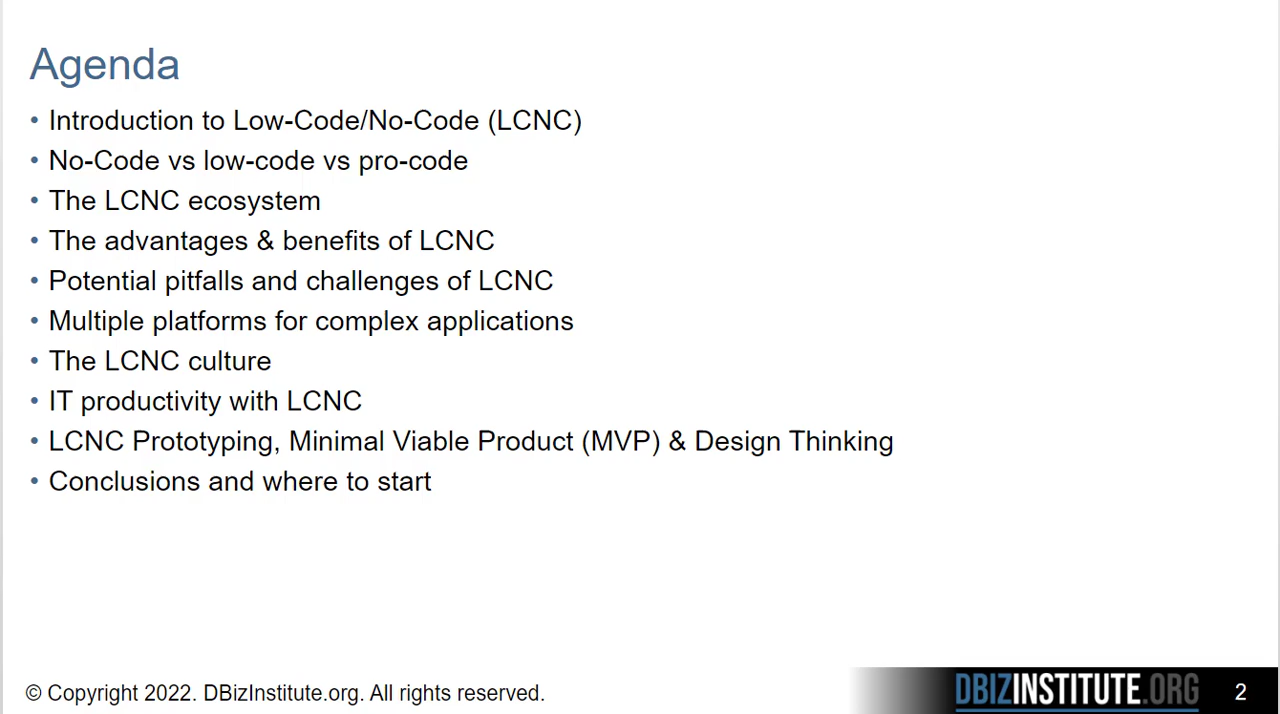 Agenda
• Introduction to Low-Code/No-Code (LCNC)
• No-Code vs low-code vs pro-code
• The LCNC ecosystem
• The advantages & benefits of LCNC
• Potential pitfalls and challenges of LCNC
• Multiple platforms for complex applications
• The LCNC culture
• IT productivity with LCNC
• LCNC Prototyping, Minimal Viable Product (MVP) & Design Thinking
• Conclusions and where to start
© Copyright 2022. DBizInstitute.org. All rights reserved.
DBIZINSTITUTE.ORG
2